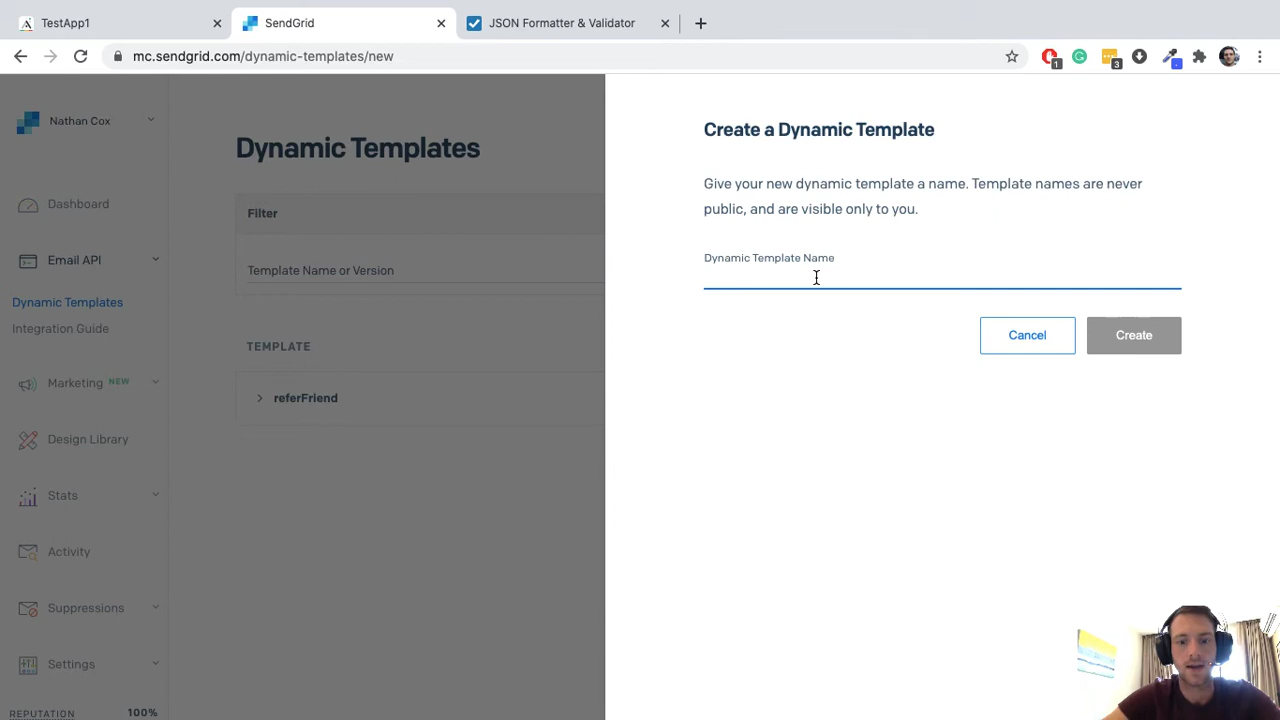 TestApp1
SendGrid
JSON Formatter & Validator
mc.sendgrid.com/dynamic-templates/new
1
3
Nathan Cox
Dashboard
Email API
Dynamic Templates
Integration Guide
Marketing NEW
Design Library
Stats
Activity
Suppressions
Settings
REPUTATION 100%
Dynamic Templates
Filter
Template Name or Version
TEMPLATE
referFriend
Create a Dynamic Template
Give your new dynamic template a name. Template names are never
public, and are visible only to you.
Dynamic Template Name
Cancel
Create